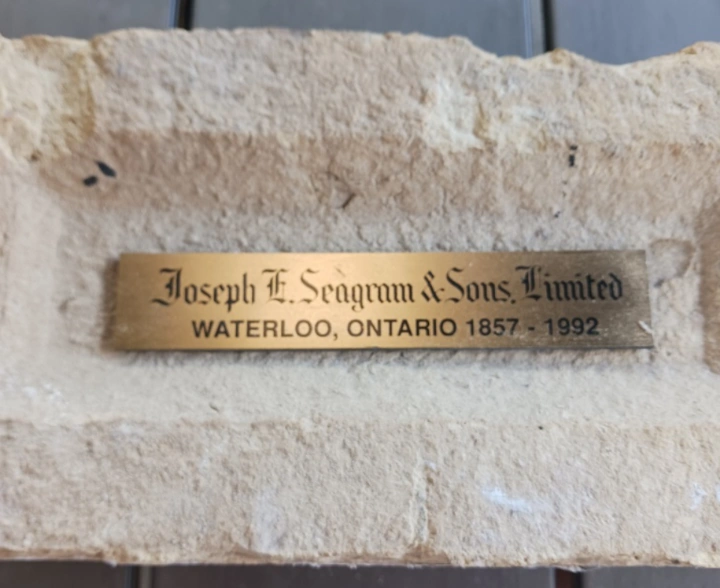 Joseph E. Seagram & Sons, Limited
WATERLOO, ONTARIO 1857 - 1992